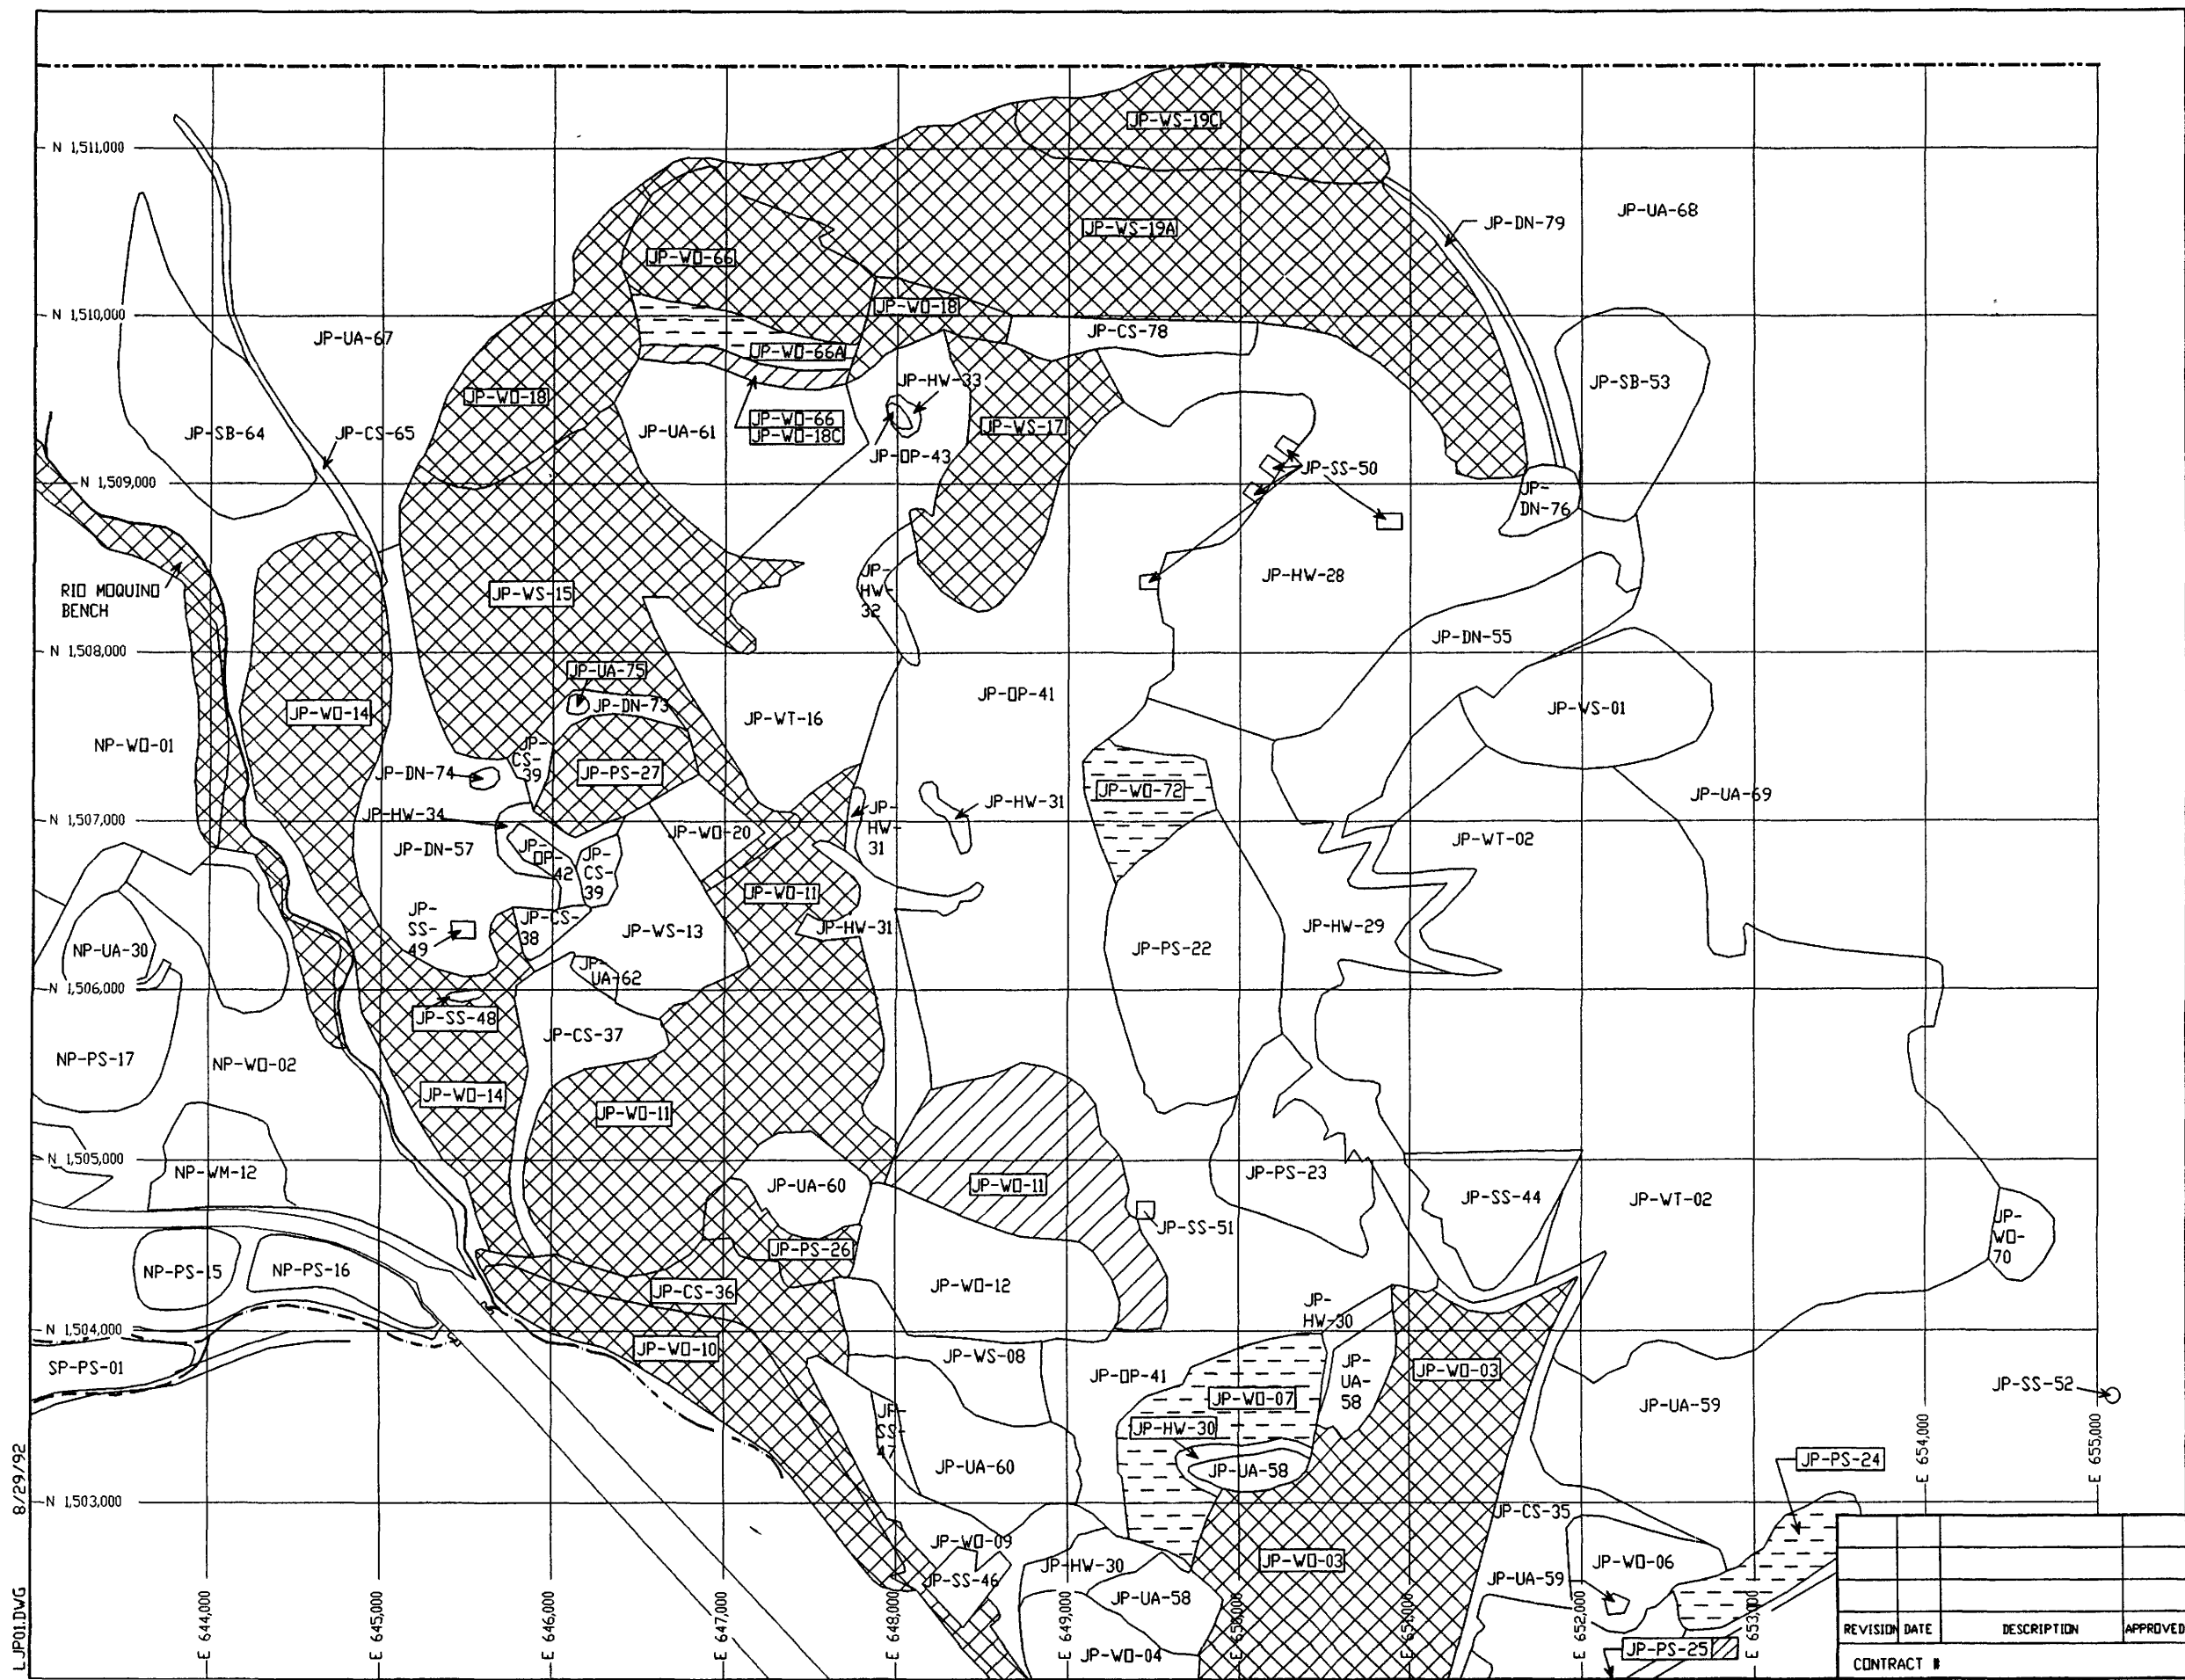 JP-WS-19C
N 1,511,000
JP-UA-68
JP-DN-79
JP-WS-19A
JP-WO-66
N 1,510,000
JP-WO-18
JP-UA-67
JP-CS-78
JP-WO-66A
JP-HW-33
JP-SB-53
JP-WO-18
JP-WO-66
JP-WO-18C
JP-SB-64
JP-CS-65
JP-UA-61
JP-WS-17
JP-OP-43
JP-SS-50
N 1,509,000
JP-
DN-76
RIO MOQUINO
BENCH
JP-WS-15
JP-
HW-
32
JP-HW-28
N 1,508,000
JP-DN-55
JP-UA-75
JP-OP-41
JP-DN-73
JP-WO-14
JP-WT-16
JP-WS-01
NP-WO-01
JP-
CS-
39
JP-DN-74
JP-PS-27
JP-WO-72
JP-HW-31
JP-UA-69
N 1,507,000
JP-HW-34
JP-WO-20
JP-
HW-
31
JP-WT-02
JP-DN-57
JP-
OP-
42
JP-
CS-
39
JP-WO-11
JP-
SS-
49
JP-CS-
38
JP-WS-13
JP-HW-31
JP-HW-29
NP-UA-30
JP-PS-22
JP-
UA-62
N 1,506,000
JP-SS-48
JP-CS-37
NP-PS-17
NP-WO-02
JP-WO-14
JP-WO-11
N 1,505,000
NP-WM-12
JP-UA-60
JP-WO-11
JP-PS-23
JP-SS-44
JP-WT-02
JP-SS-51
JP-
WO-
70
JP-PS-26
NP-PS-15
NP-PS-16
JP-CS-36
JP-WO-12
JP-
HW-30
N 1,504,000
JP-WO-10
JP-WS-08
SP-PS-01
JP-OP-41
JP-
UA-
58
JP-WO-03
JP-WO-07
JP-UA-59
JP-SS-52
JP-
SS-
47
JP-HW-30
JP-UA-60
JP-UA-58
JP-PS-24
N 1,503,000
JP-CS-35
JP-WO-09
JP-HW-30
JP-WO-03
JP-WO-06
JP-SS-46
JP-UA-58
JP-UA-59
JP-WO-04
JP-PS-25
E 644,000
E 645,000
E 646,000
E 647,000
E 648,000
E 649,000
E 650,000
E 651,000
E 652,000
E 653,000
E 654,000
E 655,000
LJP01.DWG 8/29/92
REVISION DATE DESCRIPTION APPROVED
CONTRACT #